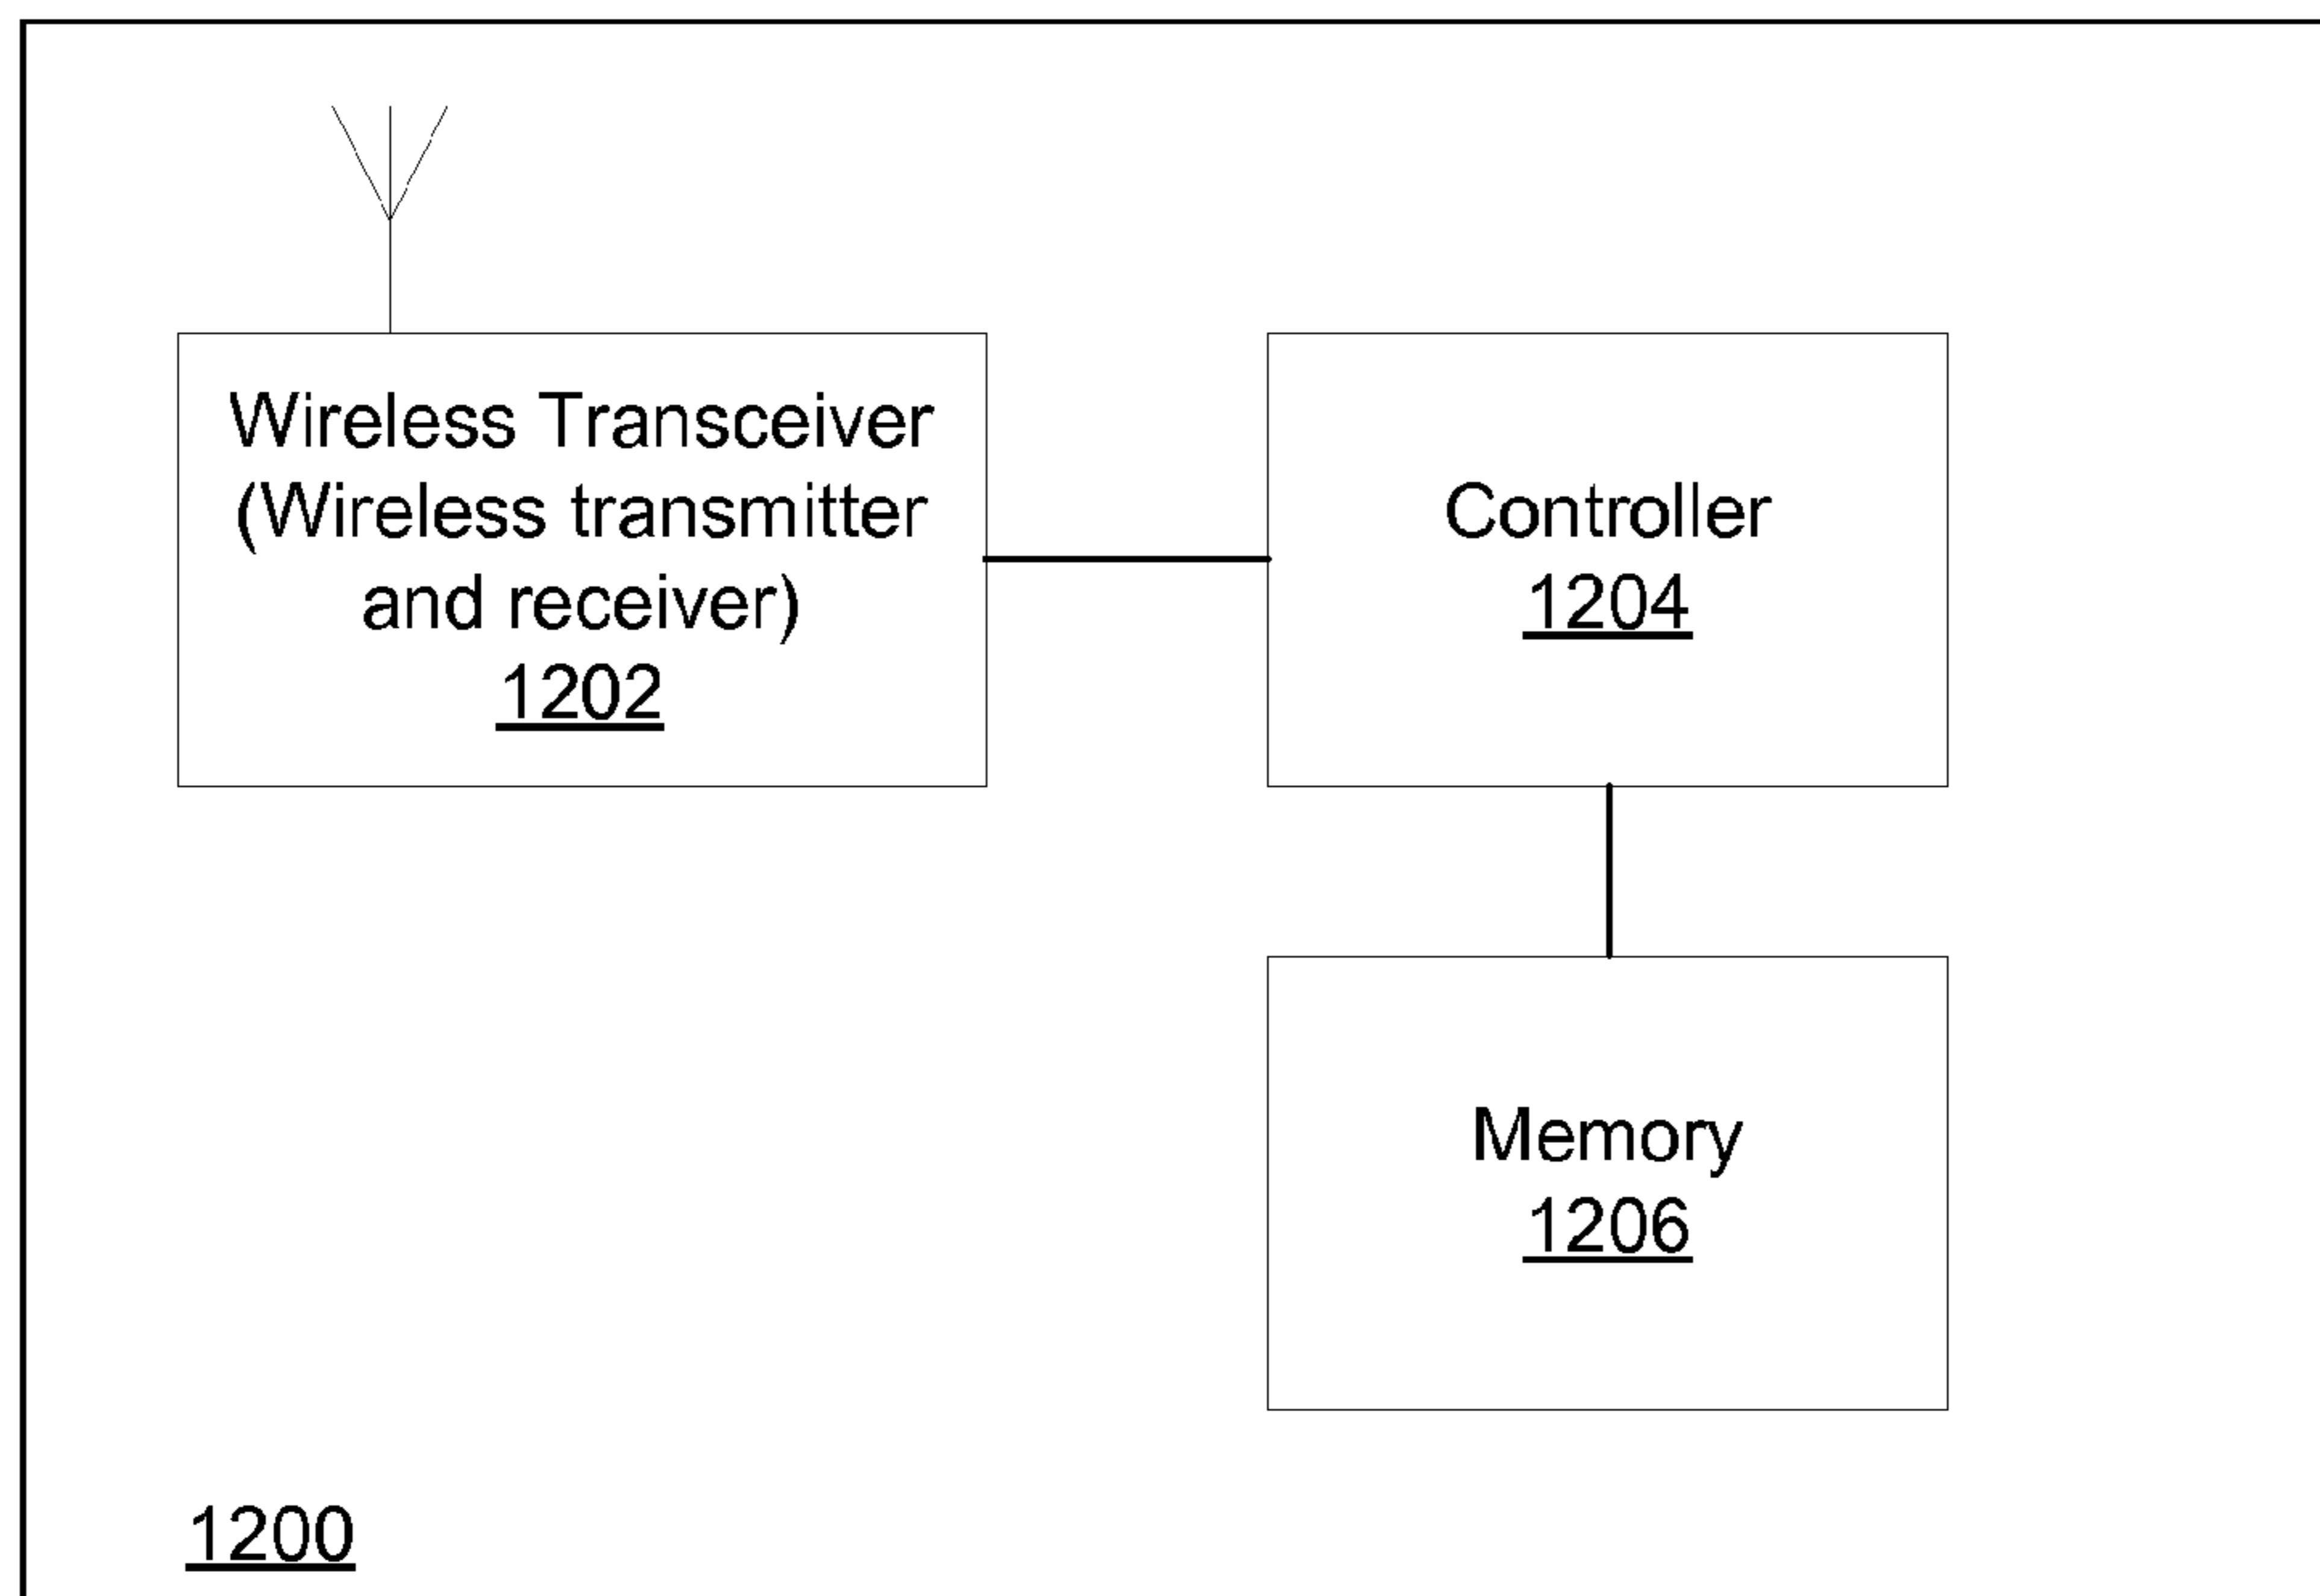 Wireless Transceiver
(Wireless transmitter
and receiver)
1202
Controller
1204
Memory
1206
1200